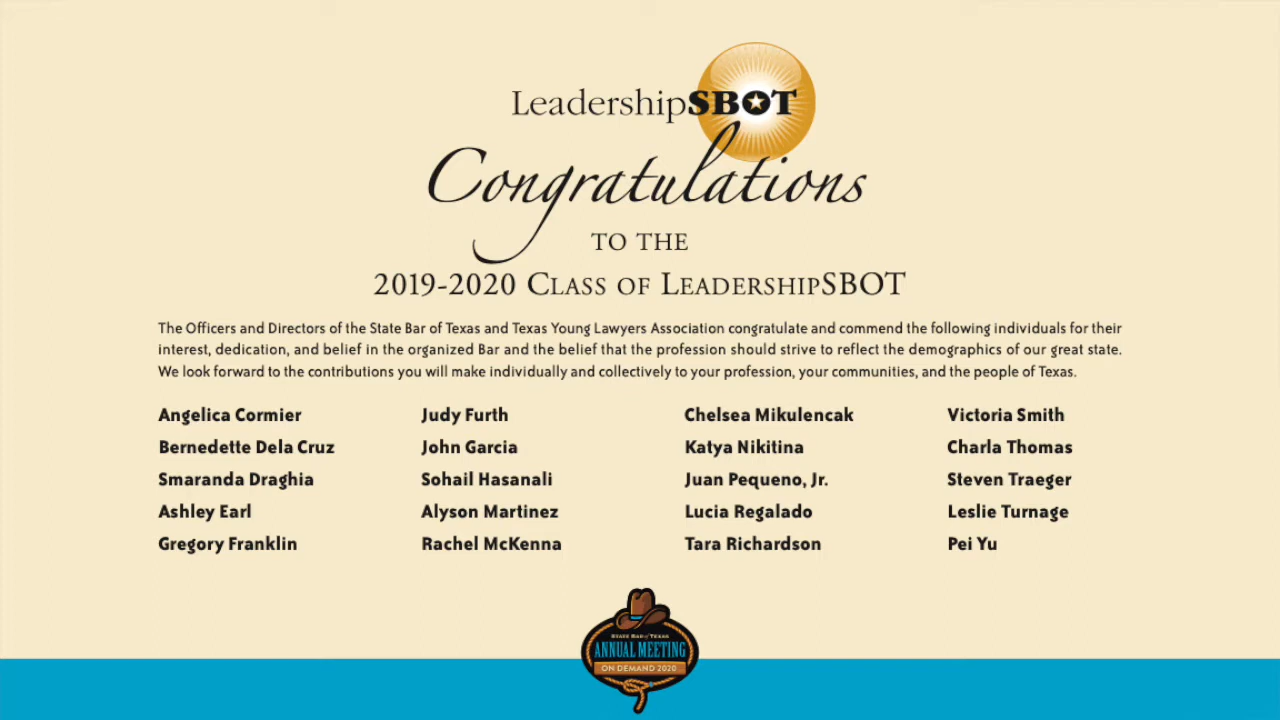 LeadershipSBOT
Congratulations
TO THE
2019-2020 CLASS OF LEADERSHIPSBOT
The Officers and Directors of the State Bar of Texas and Texas Young Lawyers Association congratulate and commend the following individuals for their
interest, dedication, and belief in the organized Bar and the belief that the profession should strive to reflect the demographics of our great state.
We look forward to the contributions you will make individually and collectively to your profession, your communities, and the people of Texas.
Angelica Cormier
Bernedette Dela Cruz
Smaranda Draghia
Ashley Earl
Gregory Franklin
Judy Furth
John Garcia
Sohail Hasanali
Alyson Martinez
Rachel McKenna
Chelsea Mikulencak
Katya Nikitina
Juan Pequeno, Jr.
Lucia Regalado
Tara Richardson
Victoria Smith
Charla Thomas
Steven Traeger
Leslie Turnage
Pei Yu
STATE BAR of TEXAS
ANNUAL MEETING
ON DEMAND 2020